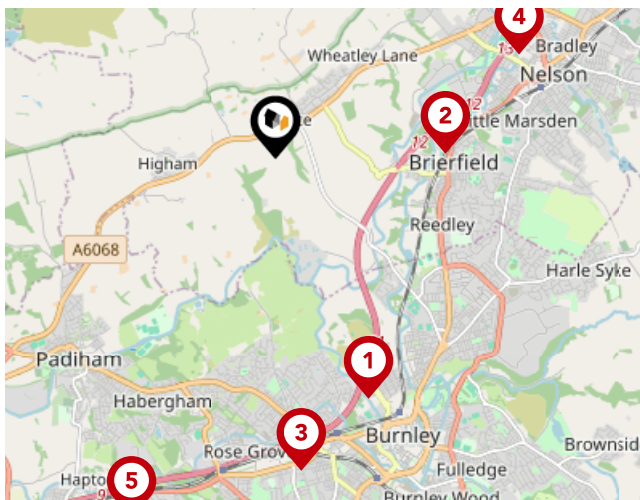 4
Bradley
13
Wheatley Lane
Nelson
12
2
ttle Marsden
12
Higham
Brierfield
Reedley
A6068
Harle Syke
1
Padiham
Habergham
3
Burnley
Rose Grov
Brownsid
5
Hapto
9
Fulledge
Burnley Wood